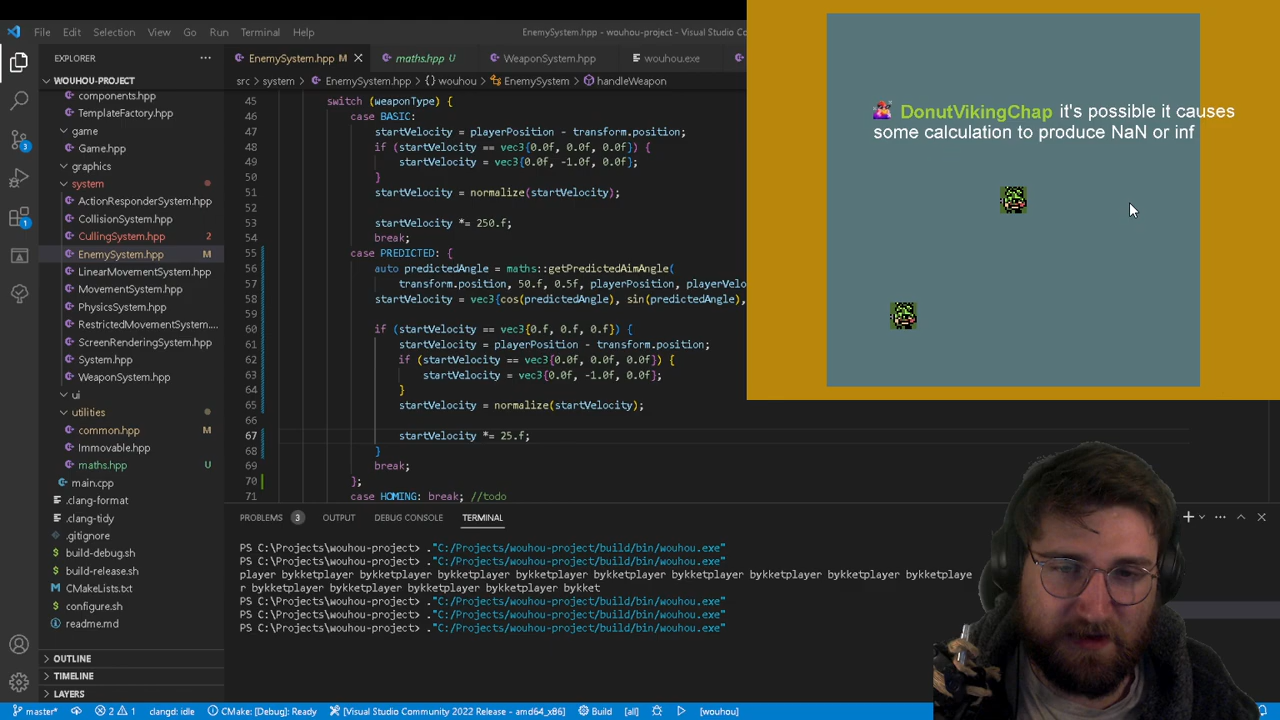 File Edit Selection View Go Run Terminal Help
EnemySystem.hpp - wouhou-project - Visual Studio Cod
EXPLORER
EnemySystem.hpp M
maths.hpp U
WeaponSystem.hpp
wouhou.exe
WOUHOU-PROJECT
src > system > EnemySystem.hpp > {} wouhou > EnemySystem > handleWeapon
components.hpp
TemplateFactory.hpp
game
Game.hpp
graphics
system
ActionResponderSystem.hpp
CollisionSystem.hpp
CullingSystem.hpp 2
EnemySystem.hpp M
LinearMovementSystem.hpp
MovementSystem.hpp
PhysicsSystem.hpp
RestrictedMovementSystem....
ScreenRenderingSystem.hpp
System.hpp
WeaponSystem.hpp
ui
utilities
common.hpp M
Immovable.hpp
maths.hpp U
main.cpp
.clang-format
.clang-tidy
.gitignore
build-debug.sh
build-release.sh
CMakeLists.txt
configure.sh
readme.md
OUTLINE
TIMELINE
LAYERS
45 switch (weaponType) {
46 case BASIC:
47 startVelocity = playerPosition - transform.position;
48 if (startVelocity == vec3{0.0f, 0.0f, 0.0f}) {
49 startVelocity = vec3{0.0f, -1.0f, 0.0f};
50 }
51 startVelocity = normalize(startVelocity);
52
53 startVelocity *= 250.f;
54 break;
55 case PREDICTED: {
56 auto predictedAngle = maths::getPredictedAimAngle(
57 transform.position, 50.f, 0.5f, playerPosition, playerVelo
58 startVelocity = vec3{cos(predictedAngle), sin(predictedAngle),
59
60 if (startVelocity == vec3{0.f, 0.f, 0.f}) {
61 startVelocity = playerPosition - transform.position;
62 if (startVelocity == vec3{0.0f, 0.0f, 0.0f}) {
63 startVelocity = vec3{0.0f, -1.0f, 0.0f};
64 }
65 startVelocity = normalize(startVelocity);
66
67 startVelocity *= 25.f;
68 }
69 break;
70 };
71 case HOMING: break; //todo
DonutVikingChap it's possible it causes
some calculation to produce NaN or inf
PROBLEMS 3 OUTPUT DEBUG CONSOLE TERMINAL
PS C:\Projects\wouhou-project> ."C:/Projects/wouhou-project/build/bin/wouhou.exe"
PS C:\Projects\wouhou-project> ."C:/Projects/wouhou-project/build/bin/wouhou.exe"
player bykketplayer bykketplayer bykketplayer bykketplayer bykketplayer bykketplayer bykketplayer bykketplaye
r bykketplayer bykketplayer bykketplayer bykket
PS C:\Projects\wouhou-project> ."C:/Projects/wouhou-project/build/bin/wouhou.exe"
PS C:\Projects\wouhou-project> ."C:/Projects/wouhou-project/build/bin/wouhou.exe"
PS C:\Projects\wouhou-project> ."C:/Projects/wouhou-project/build/bin/wouhou.exe"
3
1
master* 2 1 clangd: idle CMake: [Debug]: Ready [Visual Studio Community 2022 Release - amd64_x86] Build [all] [wouhou]